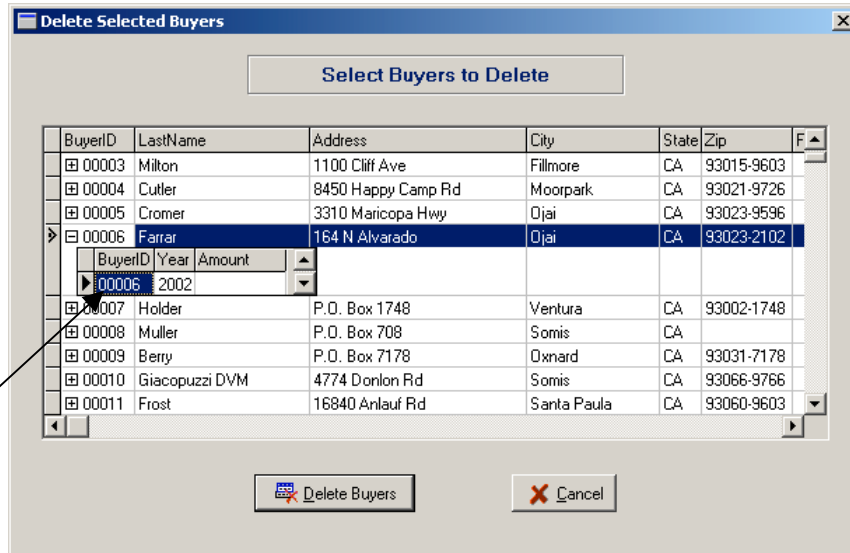 Delete Selected Buyers
Select Buyers to Delete
BuyerID LastName Address City State Zip F
00003 Milton 1100 Cliff Ave Fillmore CA 93015-9603
00004 Cutler 8450 Happy Camp Rd Moorpark CA 93021-9726
00005 Cromer 3310 Maricopa Hwy Ojai CA 93023-9596
00006 Farrar 164 N Alvarado Ojai CA 93023-2102
BuyerID Year Amount
00006 2002
00007 Holder P.O. Box 1748 Ventura CA 93002-1748
00008 Muller P.O. Box 708 Somis CA
00009 Berry P.O. Box 7178 Oxnard CA 93031-7178
00010 Giacopuzzi DVM 4774 Donlon Rd Somis CA 93066-9766
00011 Frost 16840 Anlauf Rd Santa Paula CA 93060-9603
Delete Buyers Cancel